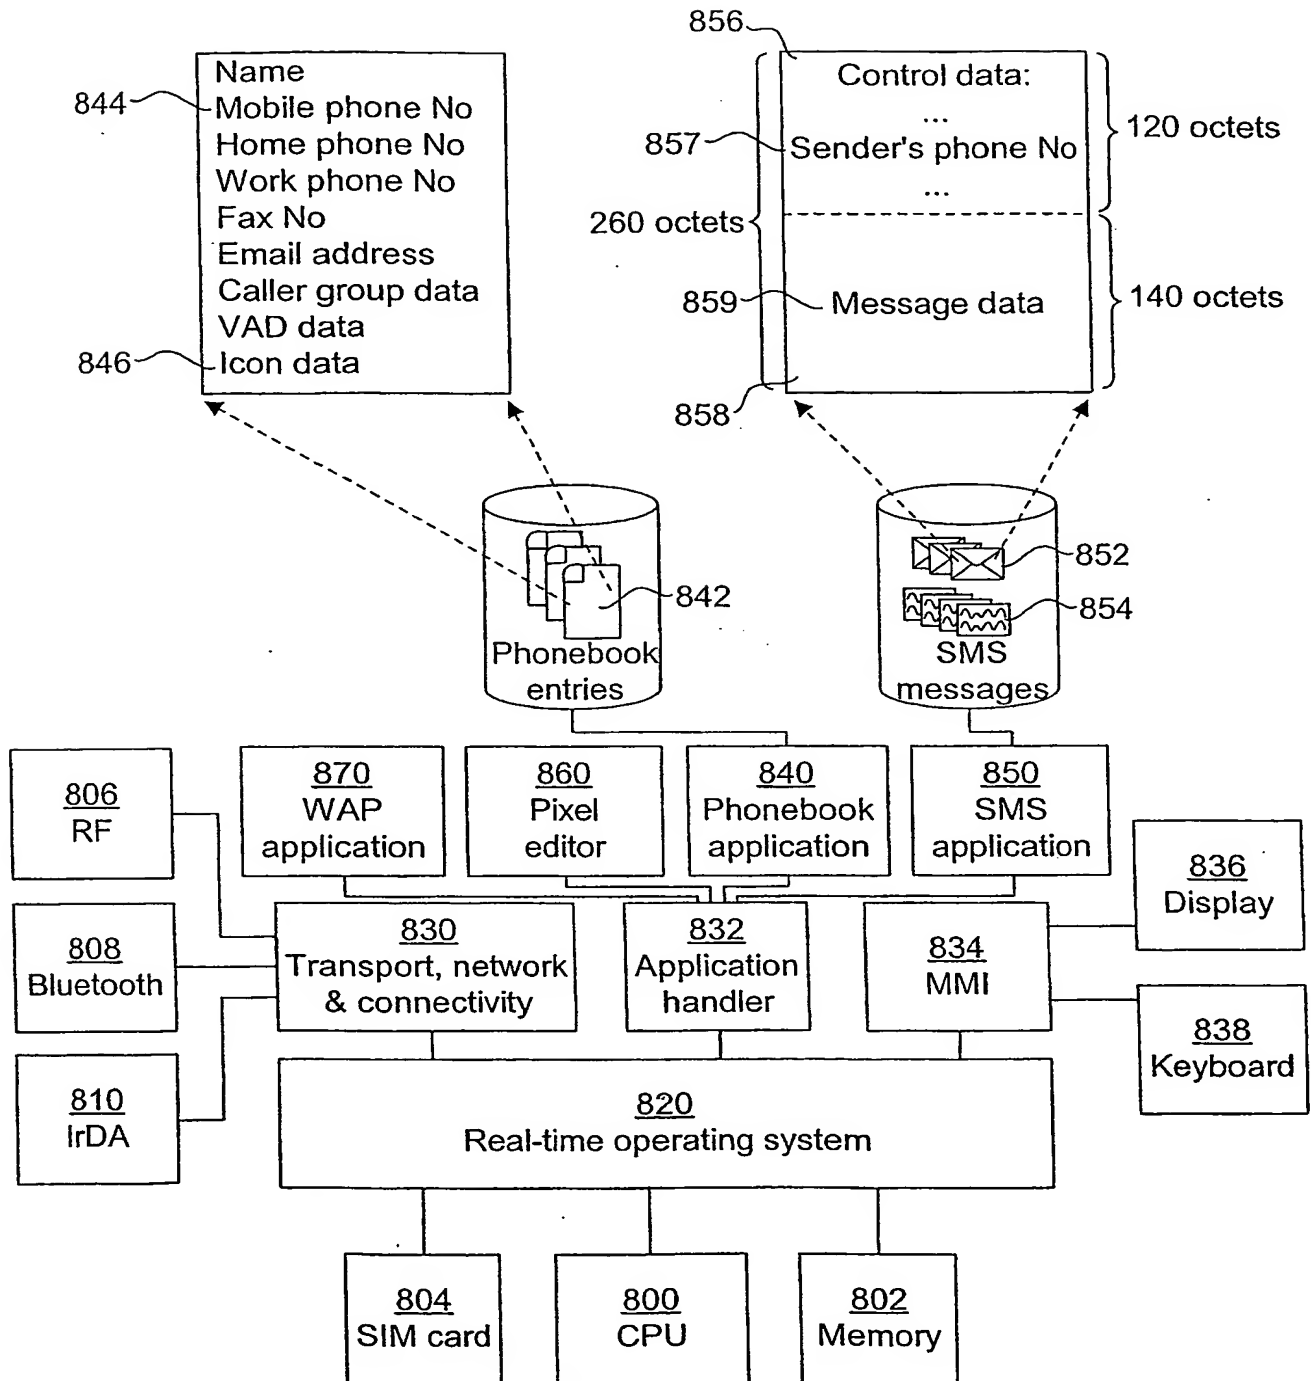 856
Name
844
Mobile phone No
Home phone No
Work phone No
Fax No
Email address
Caller group data
VAD data
846
Icon data
Control data:
...
857
Sender's phone No
...
120 octets
260 octets
859
Message data
140 octets
858
842
Phonebook
entries
852
854
SMS
messages
806
RF
870
WAP
application
860
Pixel
editor
840
Phonebook
application
850
SMS
application
836
Display
808
Bluetooth
830
Transport, network
& connectivity
832
Application
handler
834
MMI
838
Keyboard
810
IrDA
820
Real-time operating system
804
SIM card
800
CPU
802
Memory